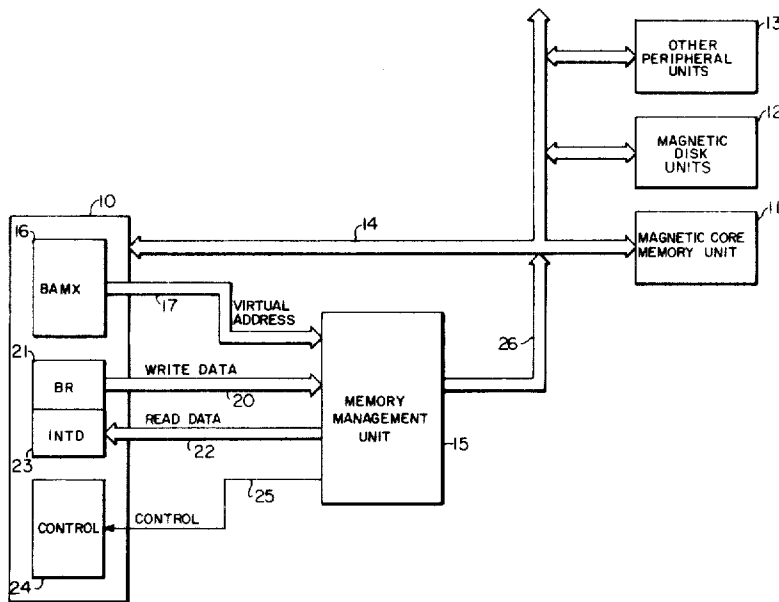 13
OTHER
PERIPHERAL
UNITS
12
MAGNETIC
DISK
UNITS
10
16
14
11
MAGNETIC CORE
MEMORY UNIT
BAMX
17
VIRTUAL
ADDRESS
26
21
BR
WRITE DATA
20
MEMORY
MANAGEMENT
UNIT
INTD
READ DATA
22
15
23
25
CONTROL
CONTROL
24